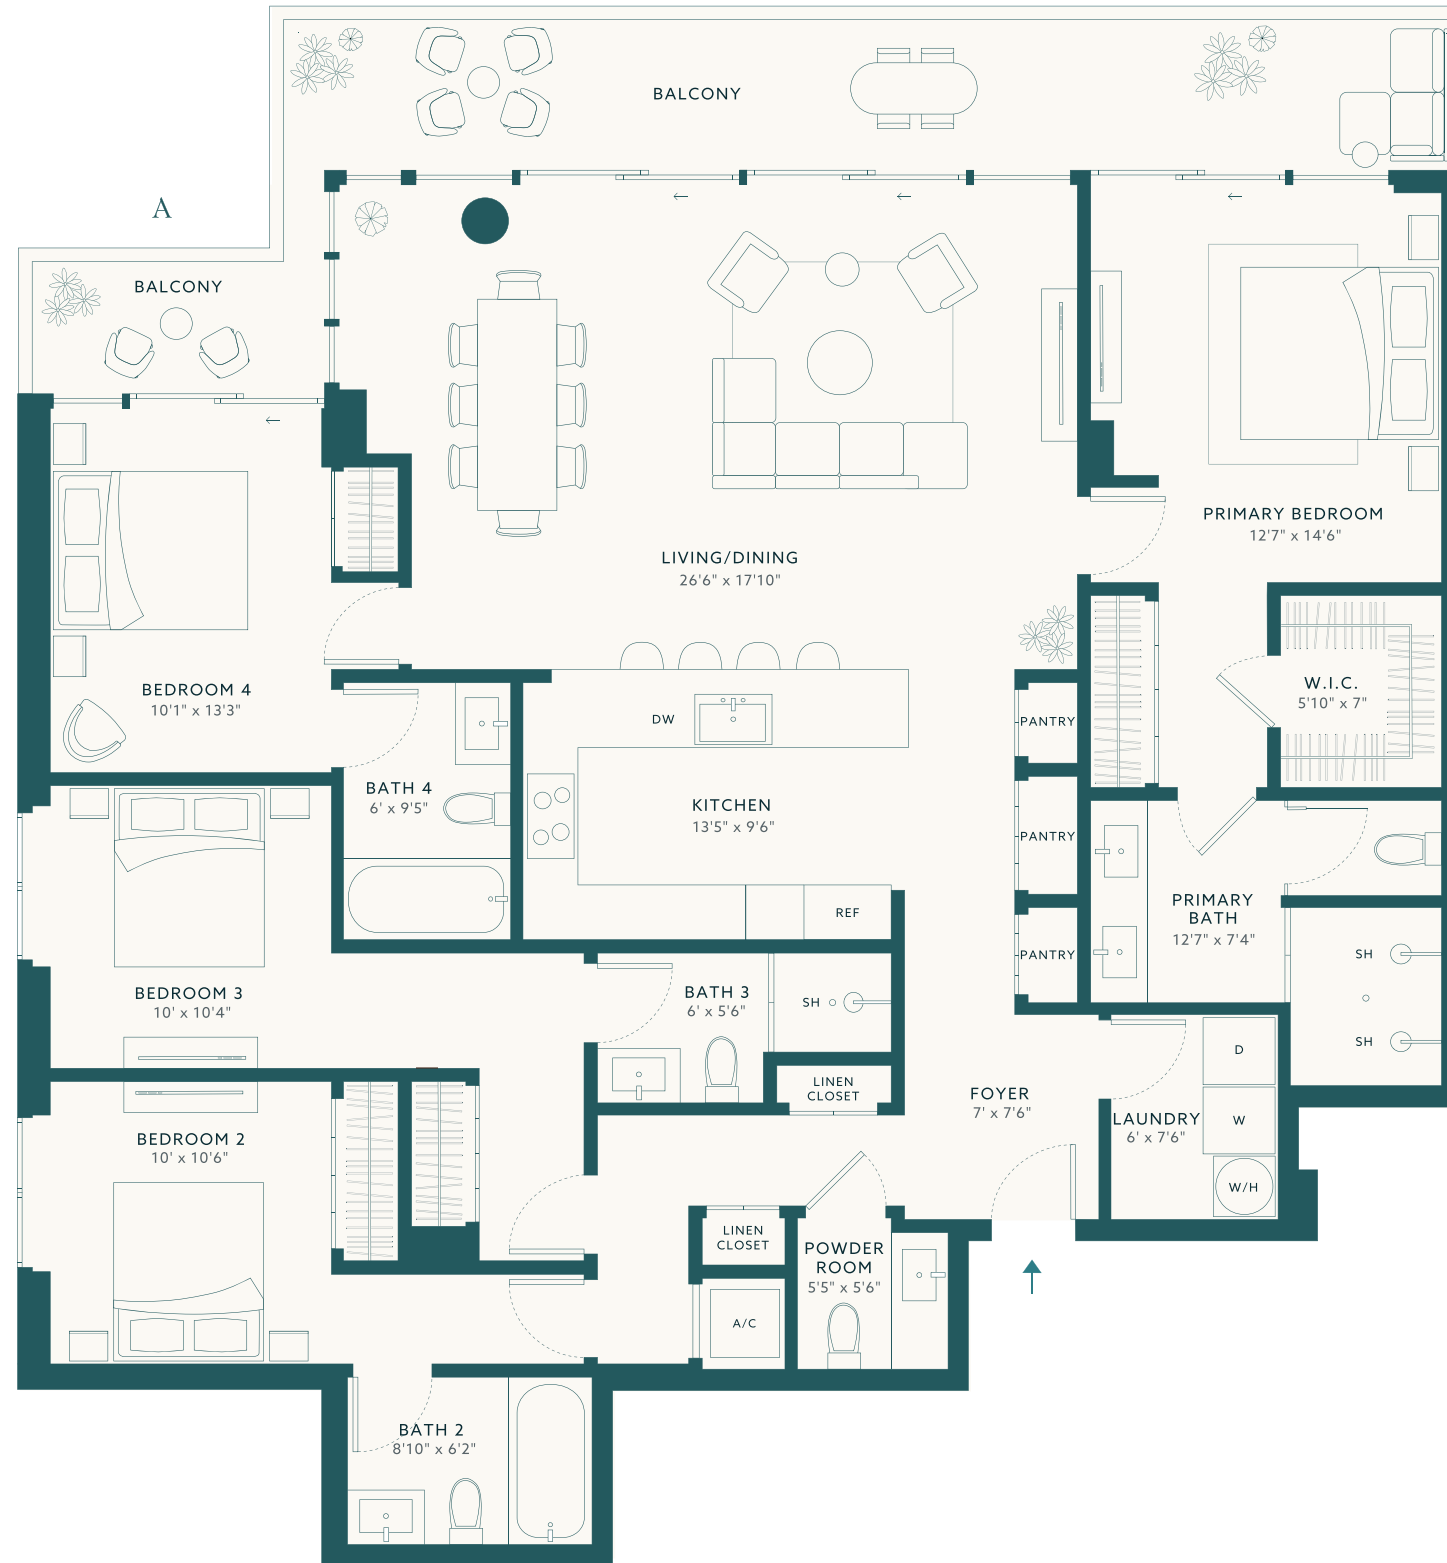 BALCONY
A
BALCONY
PRIMARY BEDROOM
12'7" x 14'6"
LIVING/DINING
26'6" x 17'10"
BEDROOM 4
10'1" x 13'3"
W.I.C.
5'10" x 7"
DW
PANTRY
BATH 4
6' x 9'5"
KITCHEN
13'5" x 9'6"
PANTRY
PRIMARY
BATH
12'7" x 7'4"
REF
PANTRY
SH
BEDROOM 3
10' x 10'4"
BATH 3
6' x 5'6"
SH
SH
D
LINEN
CLOSET
FOYER
7' x 7'6"
LAUNDRY
6' x 7'6"
W
BEDROOM 2
10' x 10'6"
W/H
LINEN
CLOSET
POWDER
ROOM
5'5" x 5'6"
A/C
BATH 2
8'10" x 6'2"